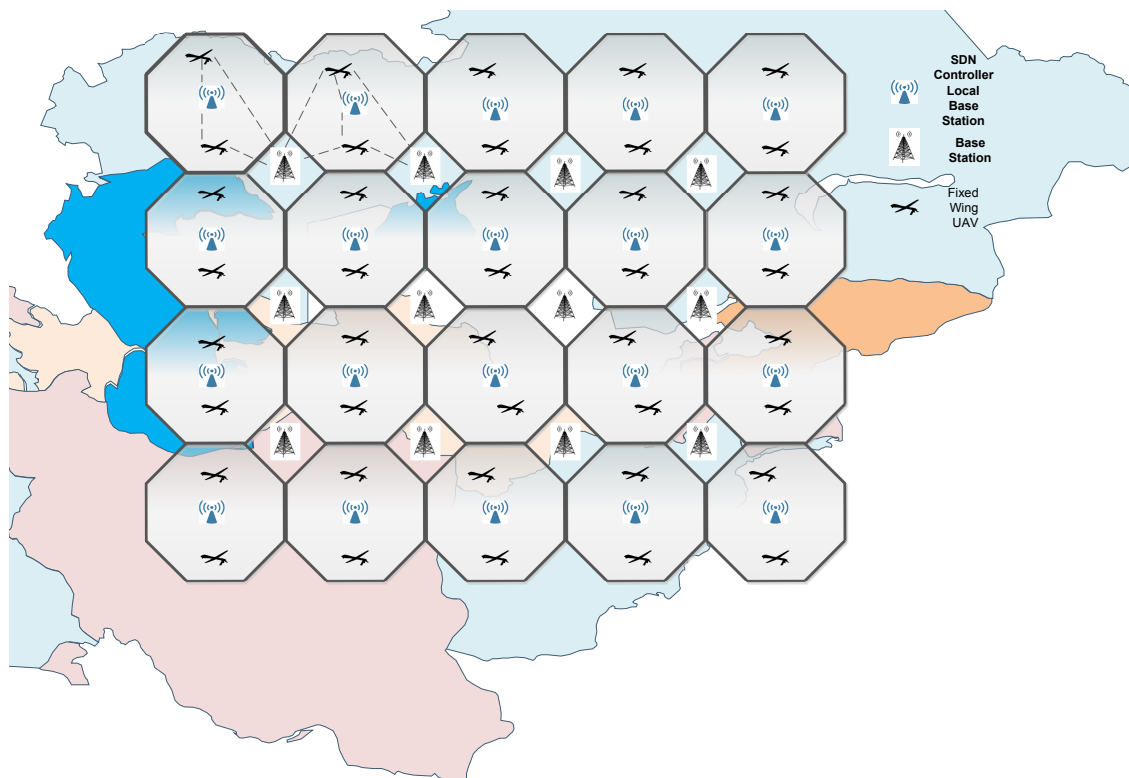 SDN
Controller
Local
Base
Station
Base
Station
Fixed
Wing
UAV